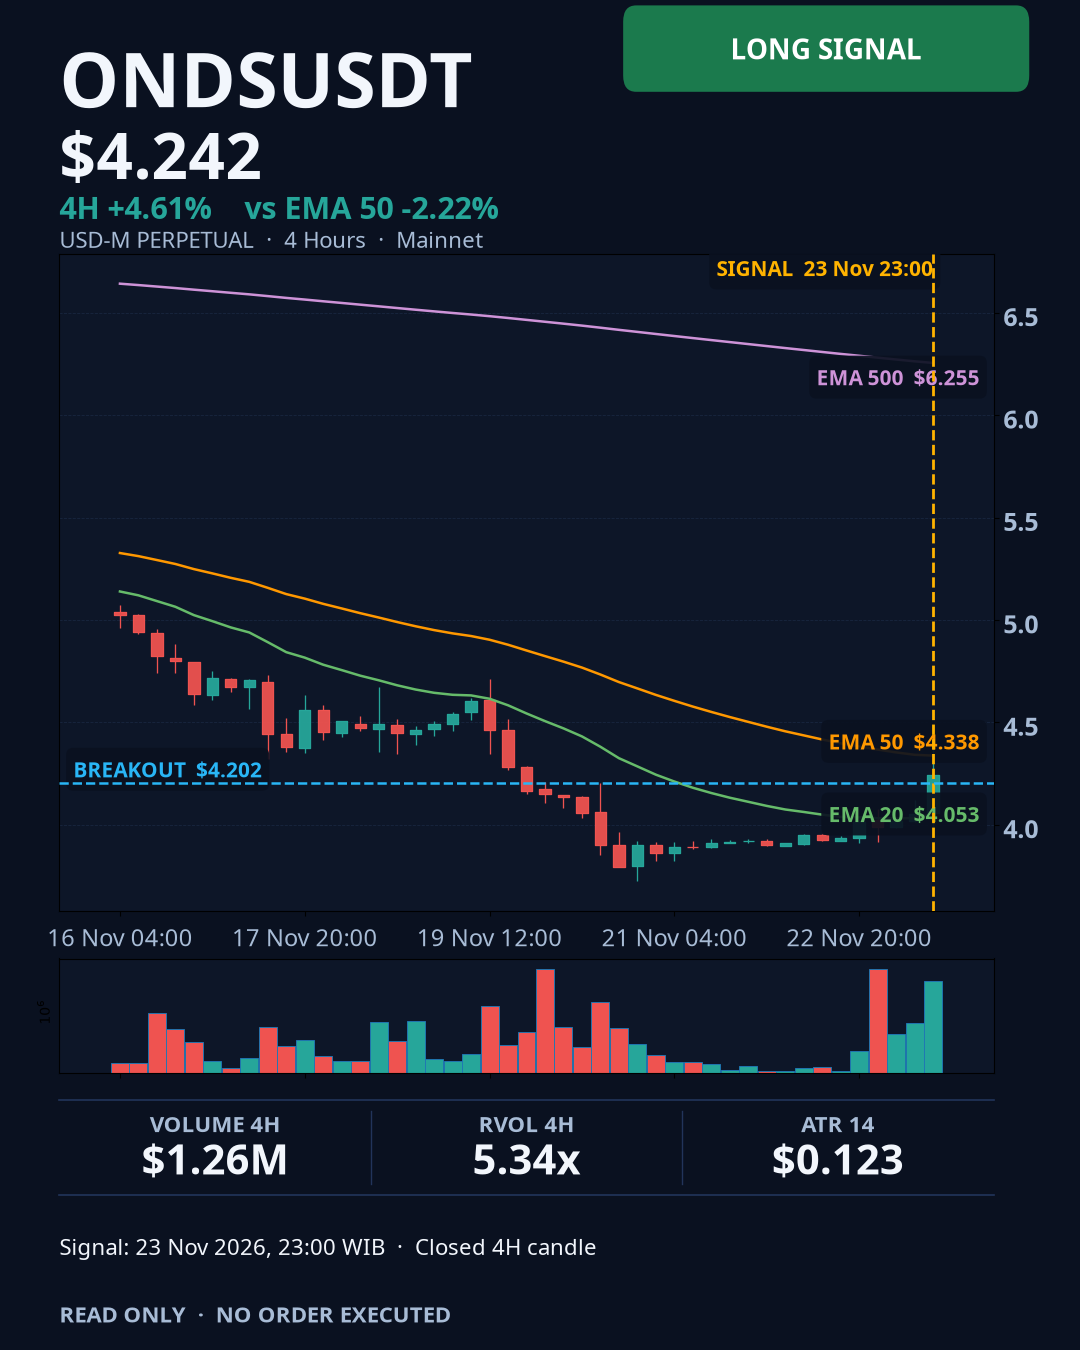 LONG SIGNAL
ONDSUSDT
$4.242
4H +4.61% vs EMA 50 -2.22%
USD-M PERPETUAL · 4 Hours · Mainnet
SIGNAL 23 Nov 23:00
6.5
EMA 500 $6.255
6.0
5.5
5.0
4.5
EMA 50 $4.338
BREAKOUT $4.202
EMA 20 $4.053
4.0
16 Nov 04:00 17 Nov 20:00 19 Nov 12:00 21 Nov 04:00 22 Nov 20:00
10⁶
VOLUME 4H RVOL 4H ATR 14
$1.26M 5.34x $0.123
Signal: 23 Nov 2026, 23:00 WIB · Closed 4H candle
READ ONLY · NO ORDER EXECUTED